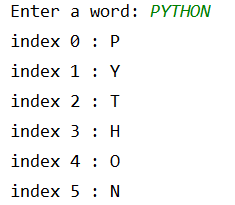 Enter a word: PYTHON
index 0 : P
index 1 : Y
index 2 : T
index 3 : H
index 4 : O
index 5 : N